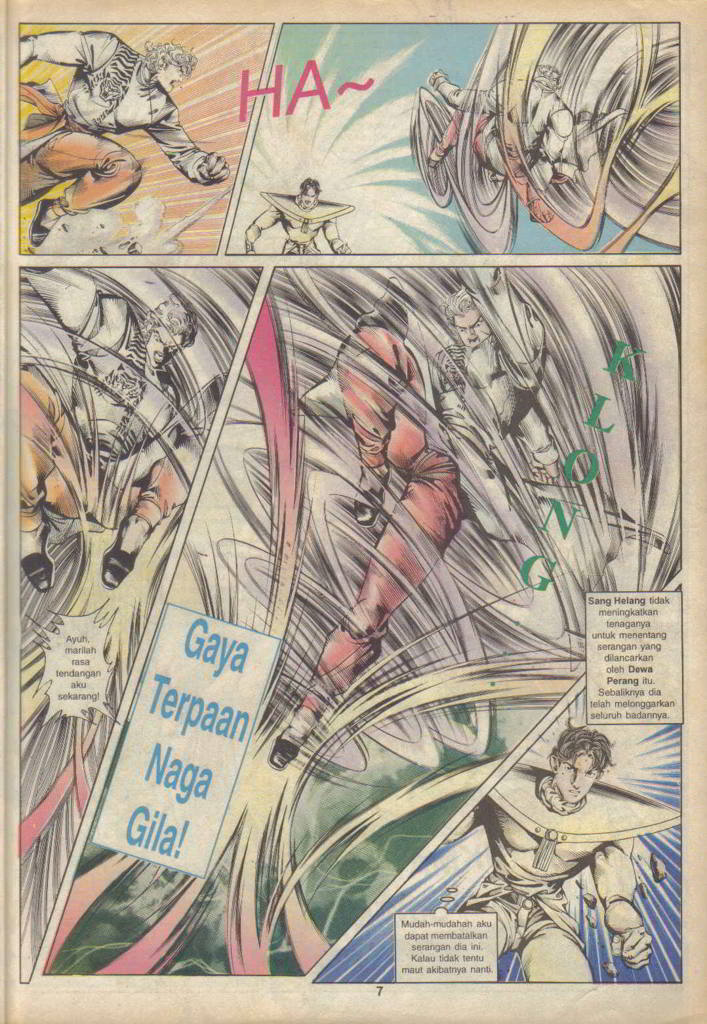 HA~
KLONG
Ayuh,
marilah
rasa
tendangan
aku
sekarang!
Gaya
Terpaan
Naga
Gila!
Sang Helang tidak
meningkatkan
tenaganya
untuk menentang
serangan yang
dilancarkan
oleh Dewa
Perang itu.
Sebaliknya dia
telah melonggarkan
seluruh badannya.
Mudah-mudahan aku
dapat membatalkan
serangan dia ini.
Kalau tidak tentu
maut akibatnya nanti.
7